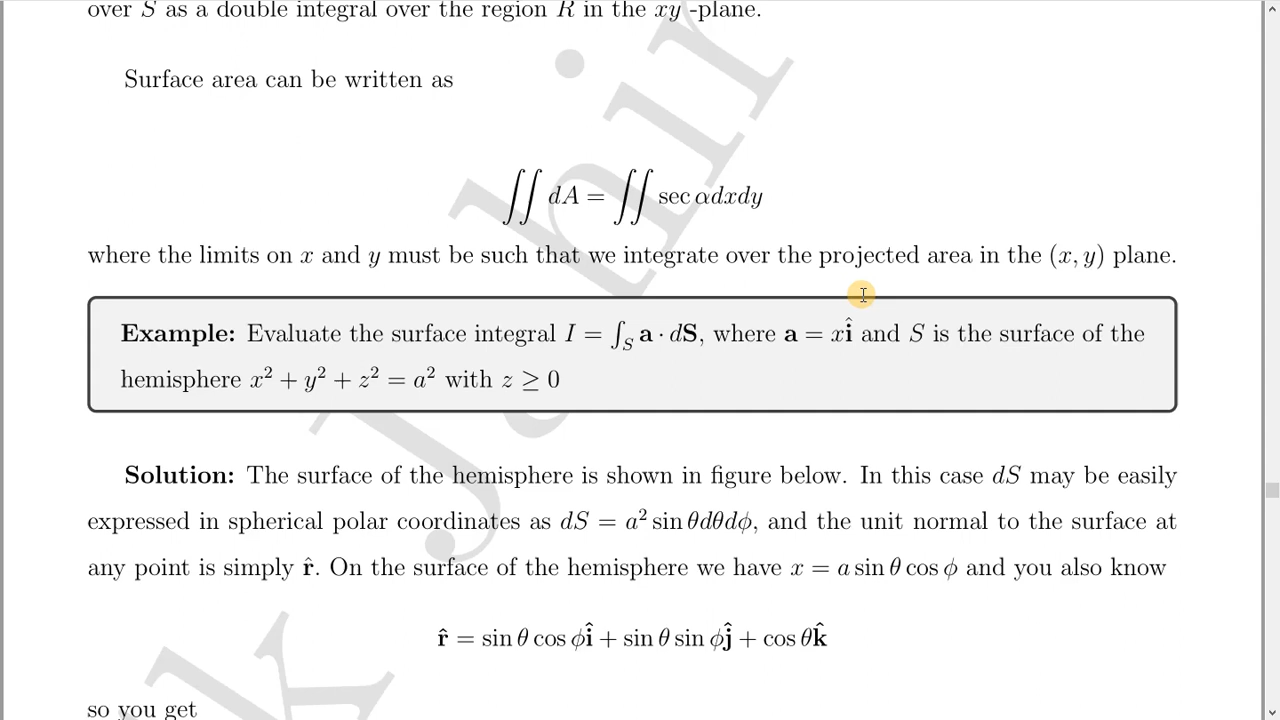 over S as a double integral over the region R in the xy -plane.
Surface area can be written as
∬ dA = ∬ sec αdxdy
where the limits on x and y must be such that we integrate over the projected area in the (x, y) plane.
Example: Evaluate the surface integral I = ∫_S a · dS, where a = xî and S is the surface of the
hemisphere x² + y² + z² = a² with z ≥ 0
Solution: The surface of the hemisphere is shown in figure below. In this case dS may be easily
expressed in spherical polar coordinates as dS = a² sin θdθdϕ, and the unit normal to the surface at
any point is simply r̂. On the surface of the hemisphere we have x = a sin θ cos ϕ and you also know
r̂ = sin θ cos ϕî + sin θ sin ϕĵ + cos θk̂
so you get